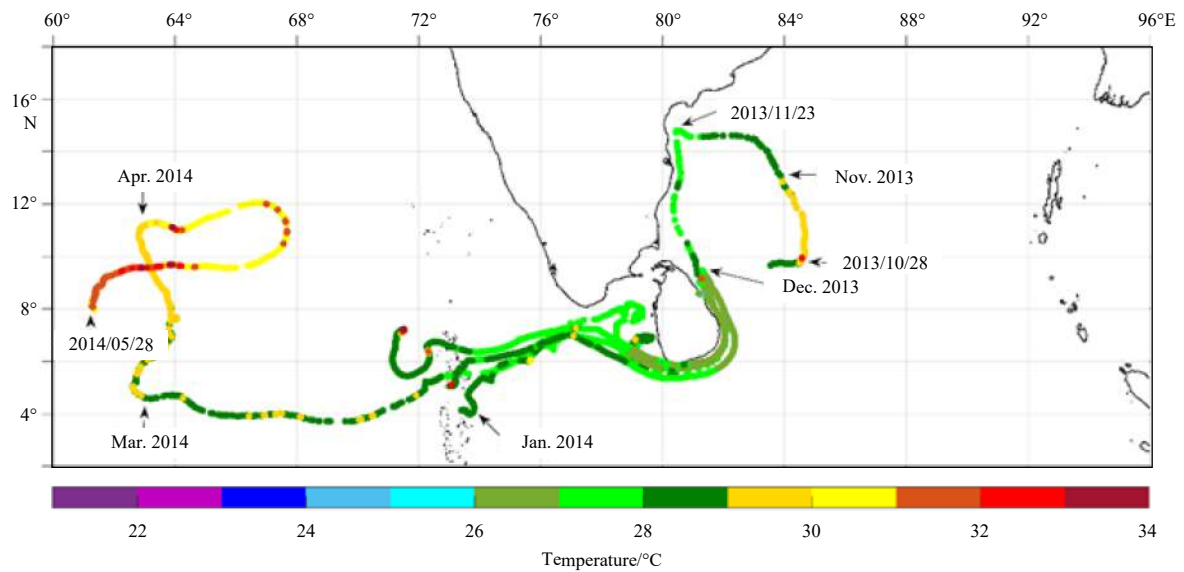 60° 64° 68° 72° 76° 80° 84° 88° 92° 96°E
16°
N
2013/11/23
Apr. 2014
Nov. 2013
12°
2013/10/28
Dec. 2013
8°
2014/05/28
4°
Mar. 2014
Jan. 2014
22 24 26 28 30 32 34
Temperature/°C